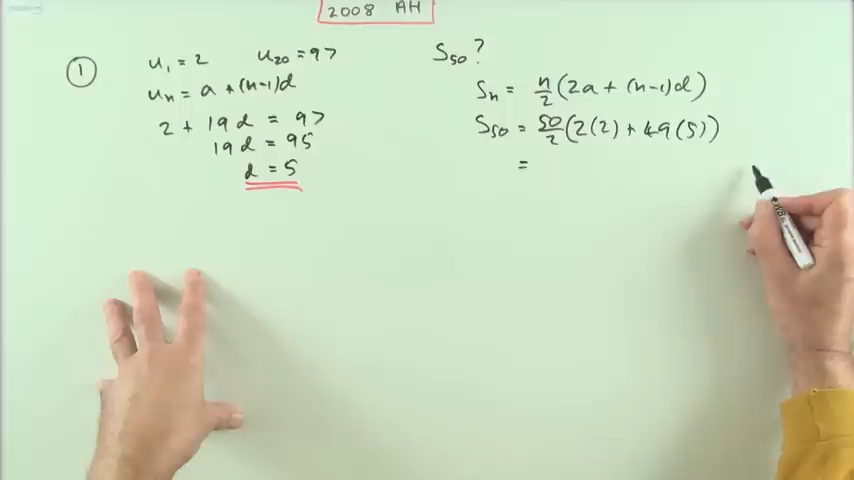 2008 AH
①
u₁ = 2 u₂₀ = 97
uₙ = a + (n-1)d
2 + 19d = 97
19d = 95
d = 5
S₅₀ ?
Sₙ = n/2 (2a + (n-1)d)
S₅₀ = 50/2 (2(2) + 49(5))
=